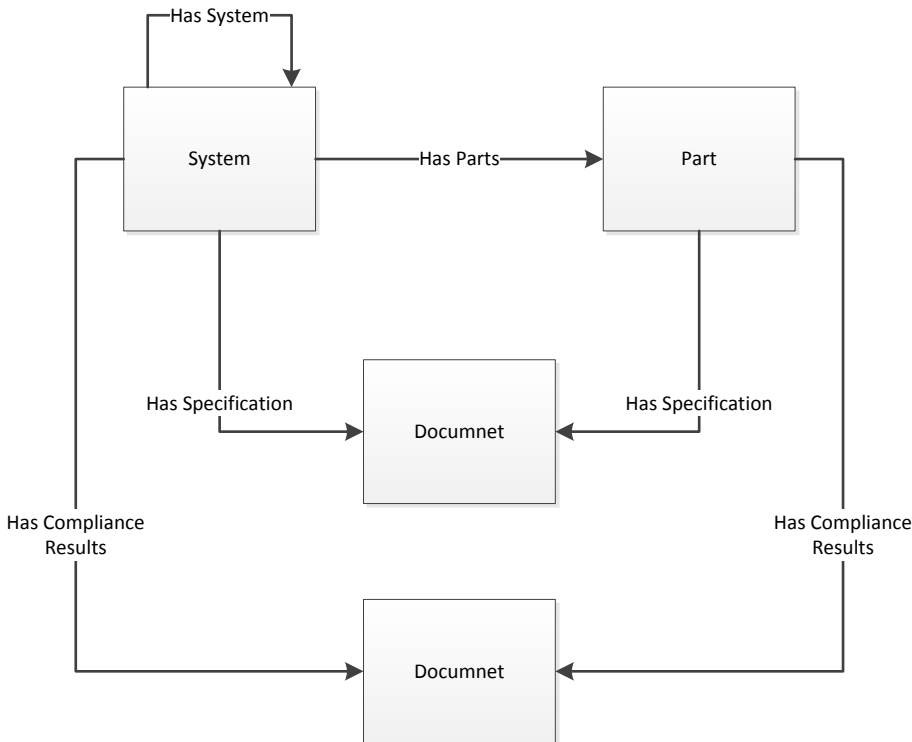 Has System
System
Has Parts
Part
Has Specification
Has Specification
Documnet
Has Compliance
Results
Has Compliance
Results
Documnet